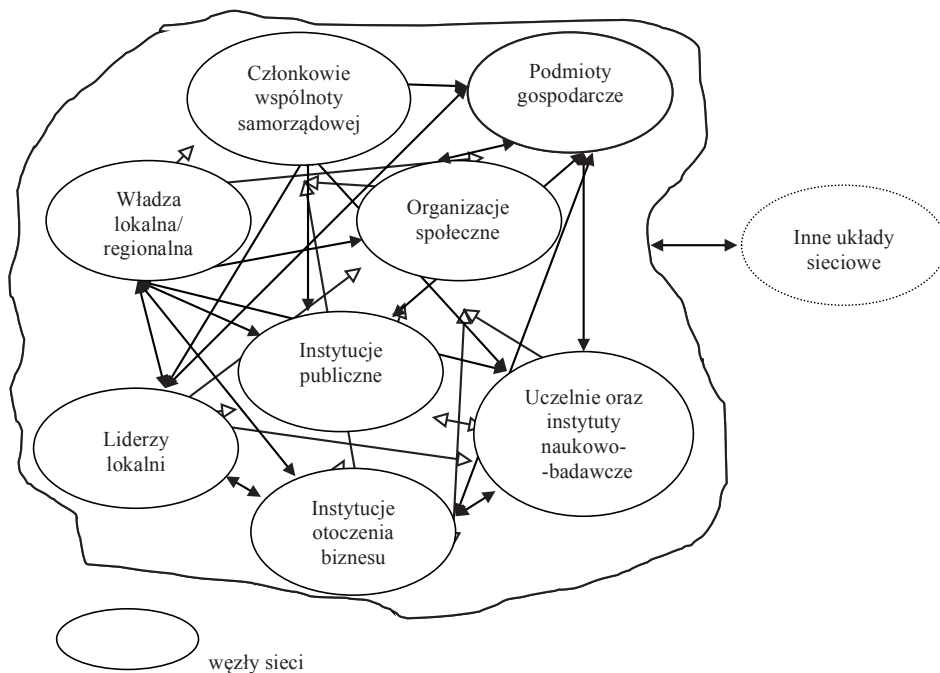 Członkowie
wspólnoty
samorządowej
Podmioty
gospodarcze
Władza
lokalna/
regionalna
Organizacje
społeczne
Inne układy
sieciowe
Instytucje
publiczne
Uczelnie oraz
instytuty
naukowo-
-badawcze
Liderzy
lokalni
Instytucje
otoczenia
biznesu
węzły sieci